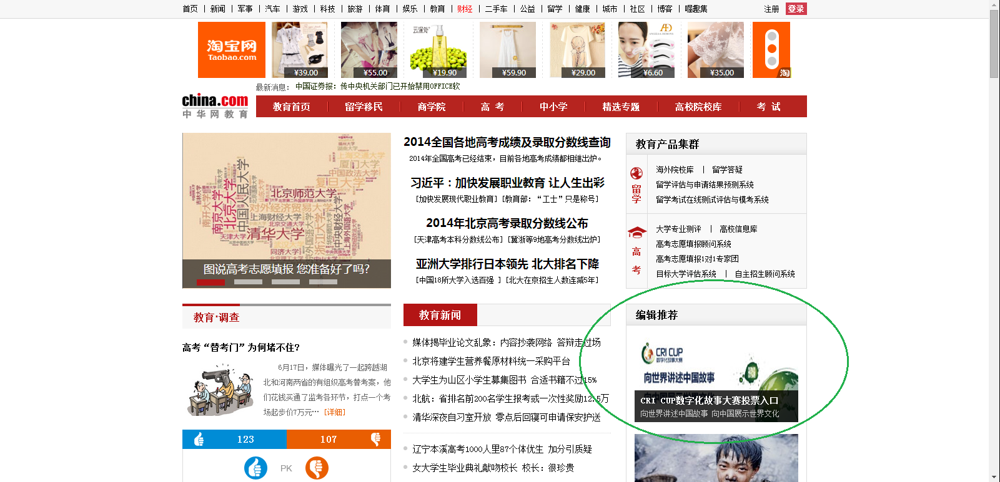 首页 | 新闻 | 军事 | 汽车 | 游戏 | 科技 | 旅游 | 体育 | 娱乐 | 教育 | 财经 | 二手车 | 公益 | 留学 | 健康 | 城市 | 社区 | 博客 | 喔趣集 注册 登录
淘宝网
Taobao.com
¥39.00 ¥55.00 ¥19.90 ¥59.90 ¥29.00 ¥6.60 ¥35.00 淘
云深处
ANGELA & DEMONS
最新消息： 中国证券报：传中央机关部门已开始禁用OFFICE软
china.com
中华网教育
教育首页 留学移民 商学院 高 考 中小学 精选专题 高校院校库 考 试
上海交通大学
厦门大学
中国政法大学
复旦大学
北京师范大学
中国人民大学
北京大学
南京大学
南开大学
对外经济贸易大学
上海财经大学
北京交通大学
清华大学
天津大学
同济大学
浙江大学
中央财经大学
图说高考志愿填报 您准备好了吗?
2014全国各地高考成绩及录取分数线查询
2014年全国高考已经结束，目前各地高考成绩都相继出炉。
习近平：加快发展职业教育 让人生出彩
[加快发展现代职业教育] [教育部：“工士”只是称号]
2014年北京高考录取分数线公布
[天津高考本科分数线公布] [冀浙等9地高考分数线出炉]
亚洲大学排行日本领先 北大排名下降
[中国18所大学入选百强 ] [北大在京招生人数连减5年]
教育产品集群
留学
海外院校库 | 留学答疑
留学评估与申请结果预测系统
留学考试在线测试评估与模考系统
高考
大学专业测评 | 高校信息库
高考志愿填报顾问系统
高考志愿填报1对1专家团
目标大学评估系统 | 自主招生顾问系统
教育·调查
高考“替考门”为何堵不住?
6月17日，媒体曝光了一起跨越湖
北和河南两省的有组织高考替考案，他
们花钱买通了监考各环节，打点一个考
场起步价7万元… [详细]
123 107
PK
教育新闻
媒体揭毕业论文乱象：内容抄袭网络 答辩走过场
北京将建学生营养餐原材料统一采购平台
大学生为山区小学生募集图书 合适书籍不过15%
北航：省排名前200名学生报考或一次性奖励12.5万
清华深夜自习室开放 零点后回寝可申请保安护送
辽宁本溪高考1000人里87个体优生 加分引质疑
女大学生毕业典礼献吻校长 校长：很珍贵
编辑推荐
CRI CUP
数字化故事大赛
向世界讲述中国故事
CRI CUP数字化故事大赛投票入口
向世界讲述中国故事 向中国展示世界文化